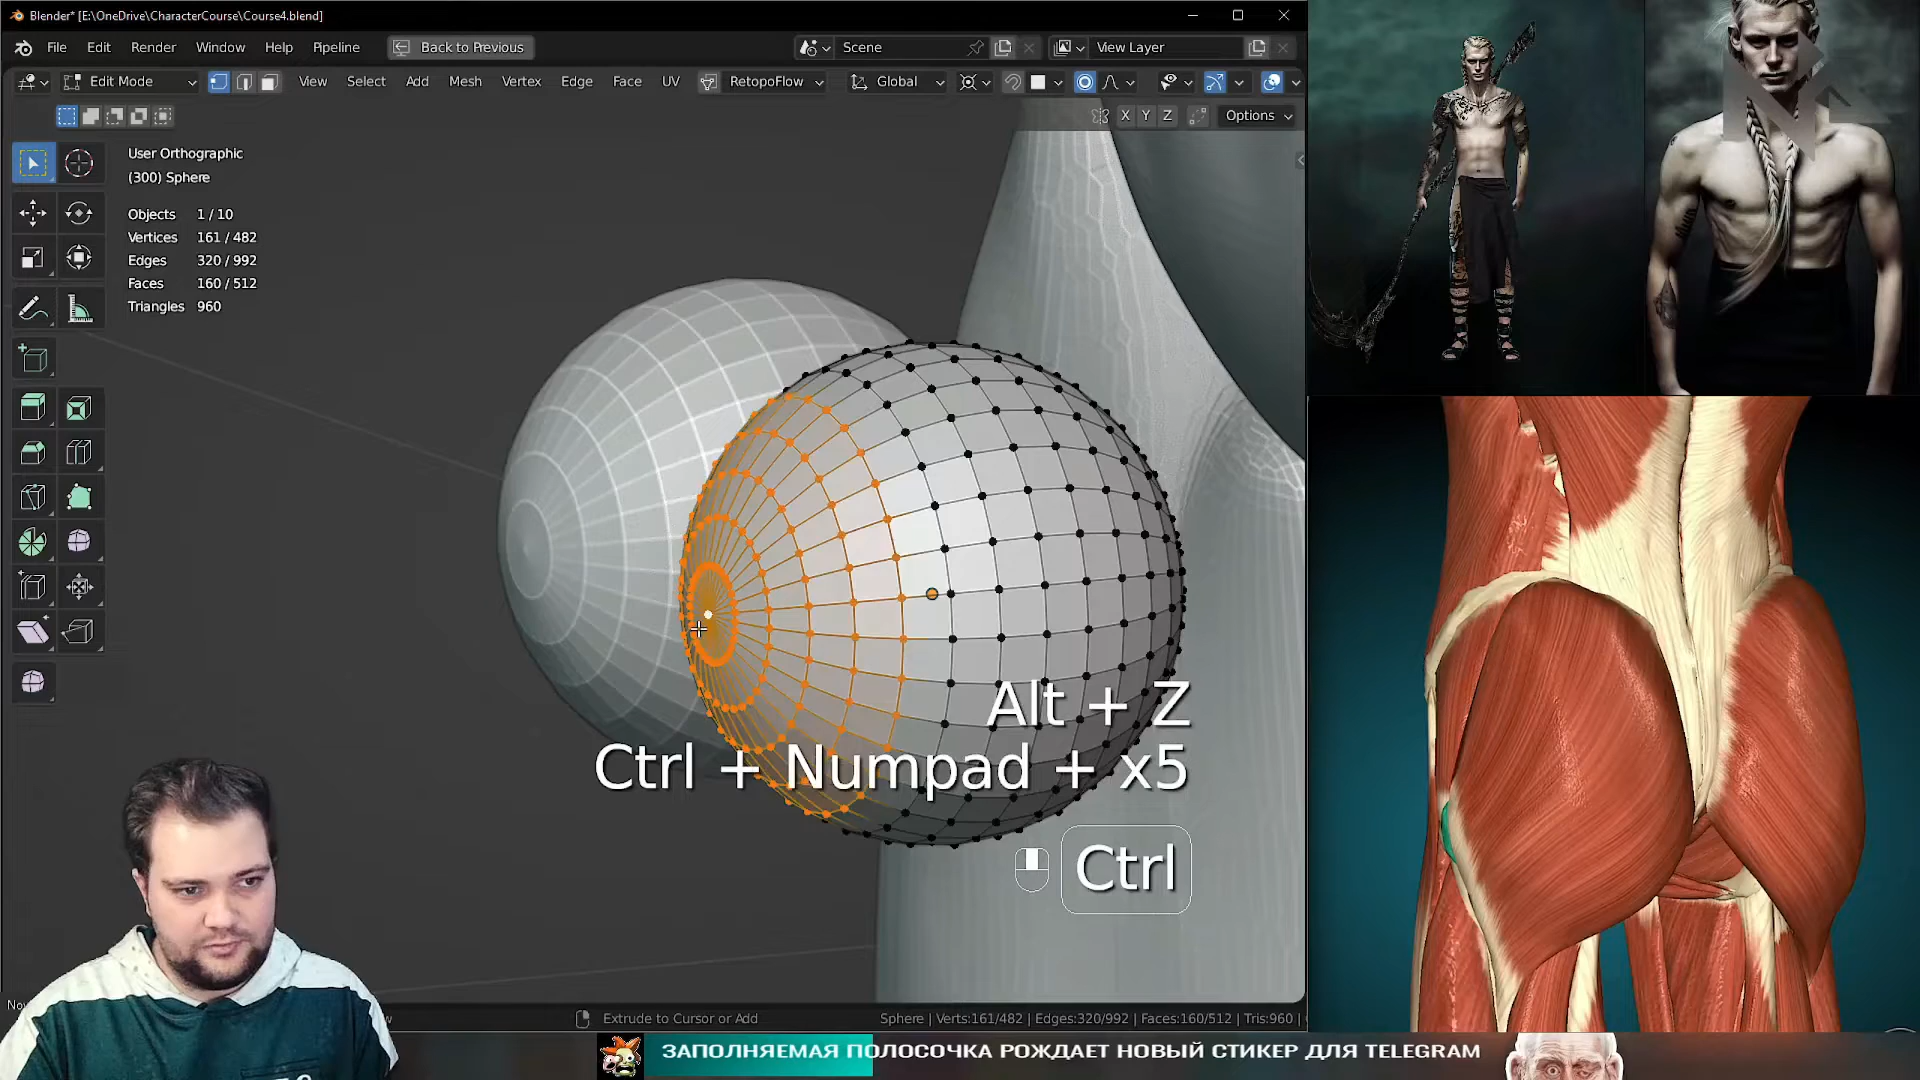 Blender* [E:\OneDrive\CharacterCourse\Course4.blend]
File Edit Render Window Help Pipeline Back to Previous Scene View Layer
Edit Mode View Select Add Mesh Vertex Edge Face UV RetopoFlow Global
X Y Z Options
User Orthographic
(300) Sphere
Objects 1 / 10
Vertices 161 / 482
Edges 320 / 992
Faces 160 / 512
Triangles 960
Alt + Z
Ctrl + Numpad + x5
Ctrl
Extrude to Cursor or Add
Sphere | Verts:161/482 | Edges:320/992 | Faces:160/512 | Tris:960 |
ЗАПОЛНЯЕМАЯ ПОЛОСОЧКА РОЖДАЕТ НОВЫЙ СТИКЕР ДЛЯ TELEGRAM